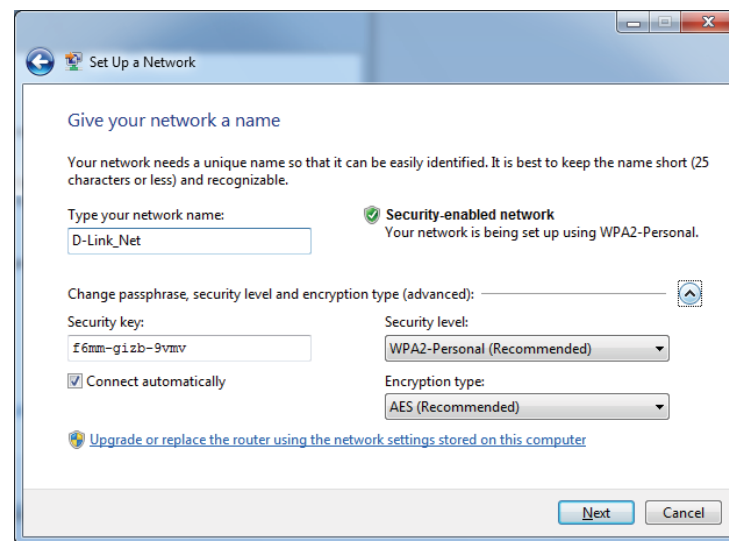 Set Up a Network
Give your network a name
Your network needs a unique name so that it can be easily identified. It is best to keep the name short (25
characters or less) and recognizable.
Type your network name:
D-Link_Net
Security-enabled network
Your network is being set up using WPA2-Personal.
Change passphrase, security level and encryption type (advanced):
Security key:
f6mm-gizb-9vmv
Connect automatically
Security level:
WPA2-Personal (Recommended)
Encryption type:
AES (Recommended)
Upgrade or replace the router using the network settings stored on this computer
Next
Cancel